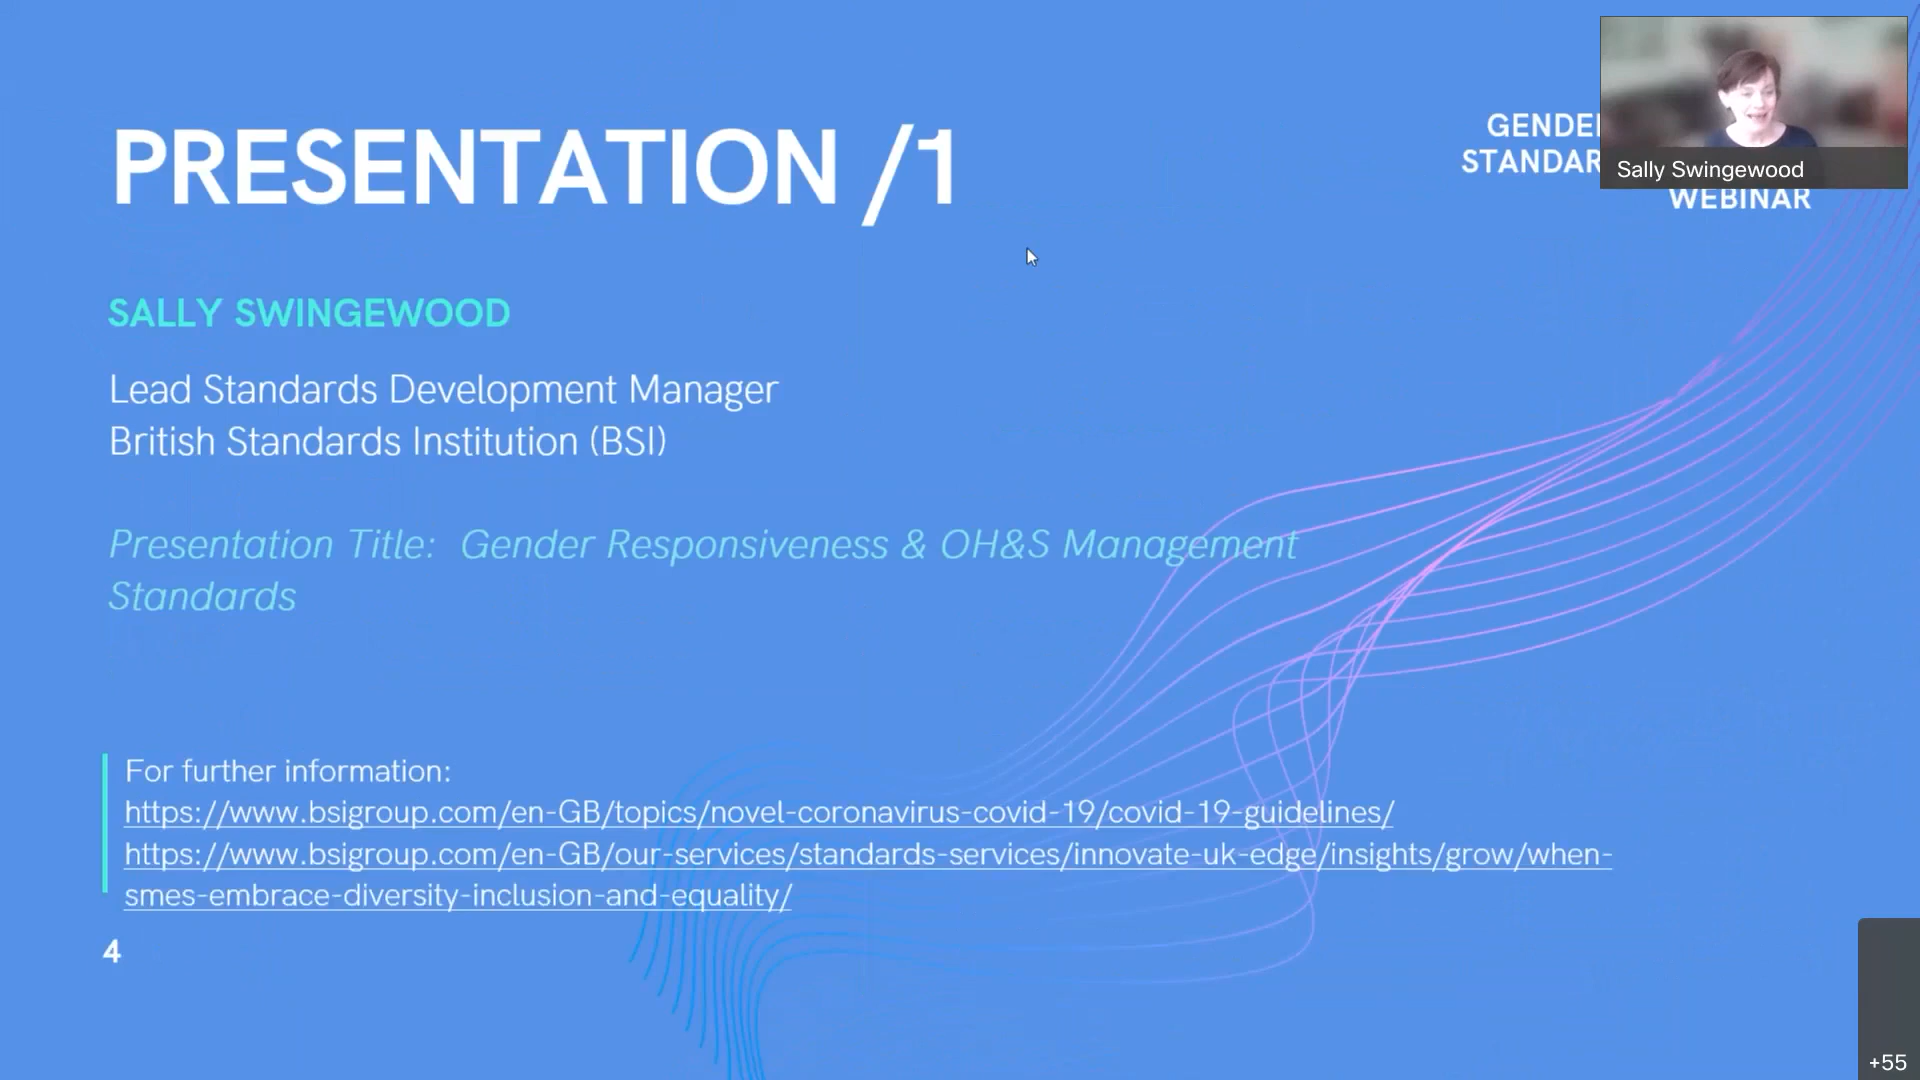 PRESENTATION /1
GENDE
STANDAR
WEBINAR
Sally Swingewood
SALLY SWINGEWOOD
Lead Standards Development Manager
British Standards Institution (BSI)
Presentation Title: Gender Responsiveness & OH&S Management
Standards
For further information:
https://www.bsigroup.com/en-GB/topics/novel-coronavirus-covid-19/covid-19-guidelines/
https://www.bsigroup.com/en-GB/our-services/standards-services/innovate-uk-edge/insights/grow/when-
smes-embrace-diversity-inclusion-and-equality/
4
+55